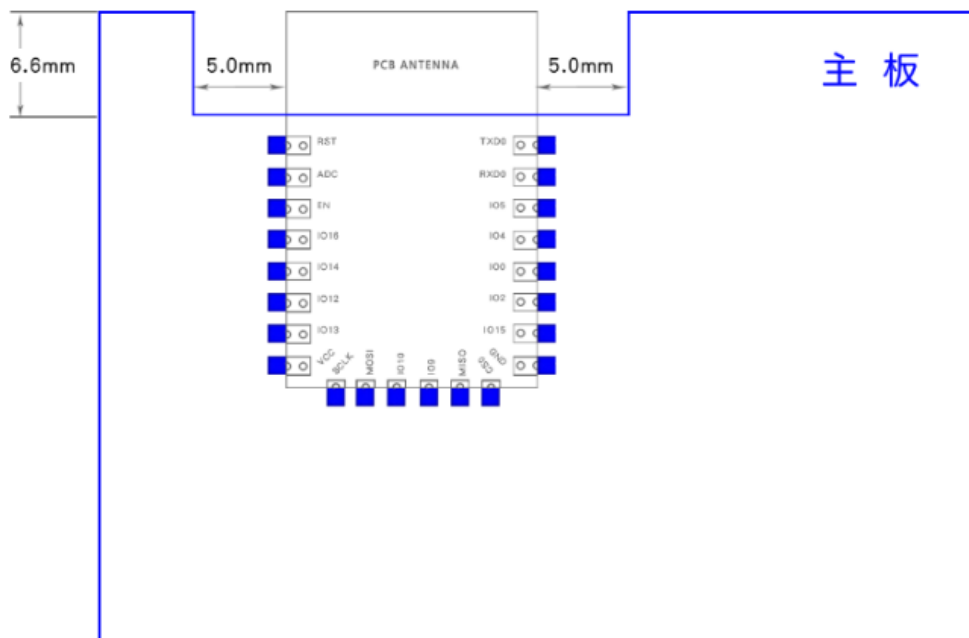 6.6mm
5.0mm
PCB ANTENNA
5.0mm
主 板
RST
TXD0
ADC
RXD0
EN
IO5
IO16
IO4
IO14
IO0
IO12
IO2
IO13
IO15
VCC
SCLK
MOSI
IO10
IO9
MISO
CS0
GND